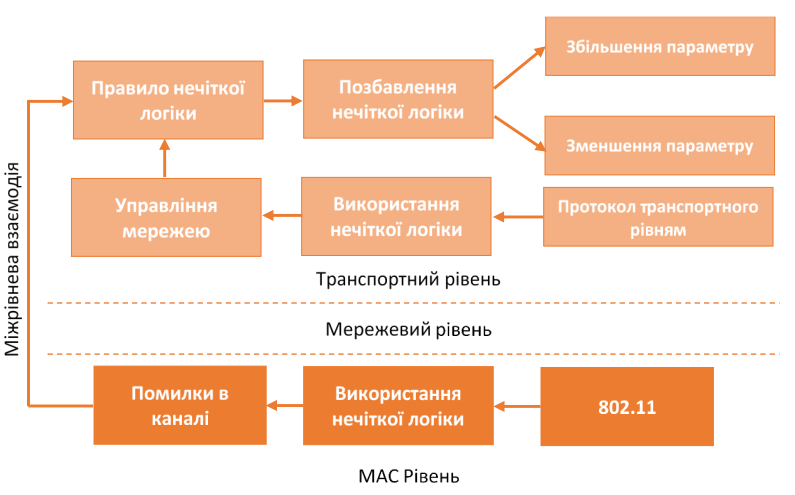 Збільшення параметру
Правило нечіткої
логіки
Позбавлення
нечіткої логіки
Зменшення параметру
Управління
мережею
Використання
нечіткої логіки
Протокол транспортного
рівням
Транспортний рівень
Міжрівнева взаємодія
Мережевий рівень
Помилки в
каналі
Використання
нечіткої логіки
802.11
МАС Рівень